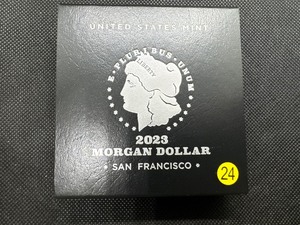 UNITED STATES MINT
E·PLURIBUS·UNUM
LIBERTY
2023
MORGAN DOLLAR
• SAN FRANCISCO •
24